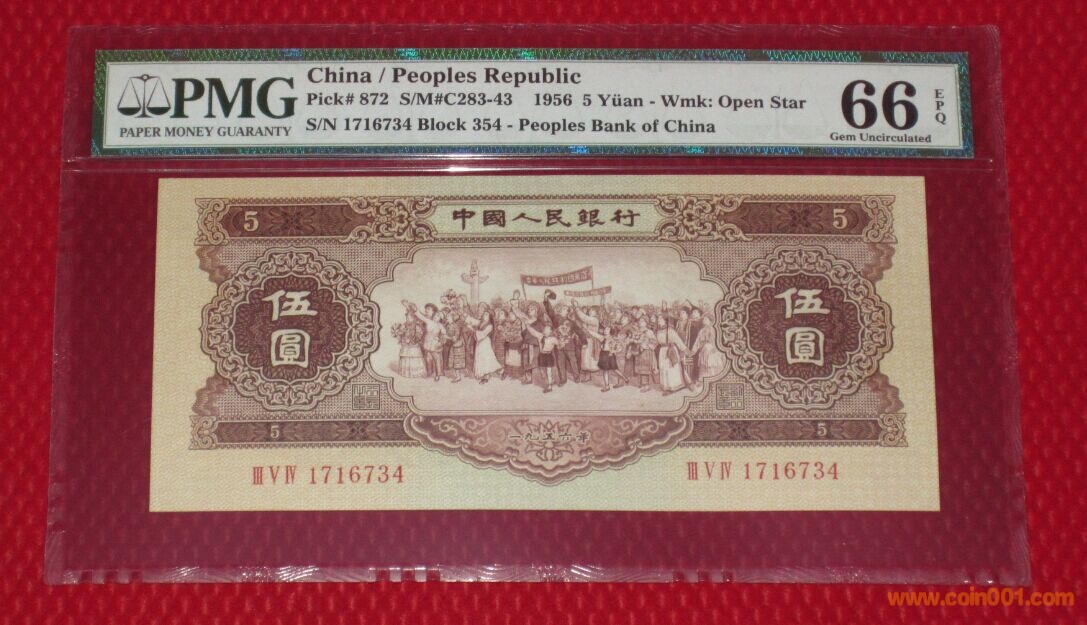 PMG
PAPER MONEY GUARANTY
China / Peoples Republic
Pick# 872 S/M#C283-43 1956 5 Yüan - Wmk: Open Star
S/N 1716734 Block 354 - Peoples Bank of China
66 EPQ
Gem Uncirculated
5 中國人民銀行 5
伍圓
伍圓
5 一九五六年 5
ⅢⅤⅣ 1716734
ⅢⅤⅣ 1716734
www.coin001.com